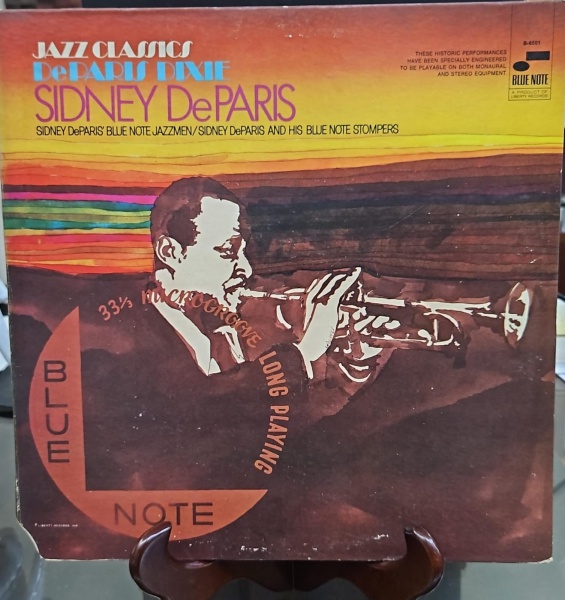 JAZZ CLASSICS
DePARIS DIXIE
SIDNEY DePARIS
SIDNEY DePARIS' BLUE NOTE JAZZMEN/SIDNEY DePARIS AND HIS BLUE NOTE STOMPERS
B-6501
THESE HISTORIC PERFORMANCES
HAVE BEEN SPECIALLY ENGINEERED
TO BE PLAYABLE ON BOTH MONAURAL
AND STEREO EQUIPMENT.
BLUE NOTE
A PRODUCT OF
LIBERTY RECORDS
33⅓ MICROGROOVE LONG PLAYING
BLUE
NOTE